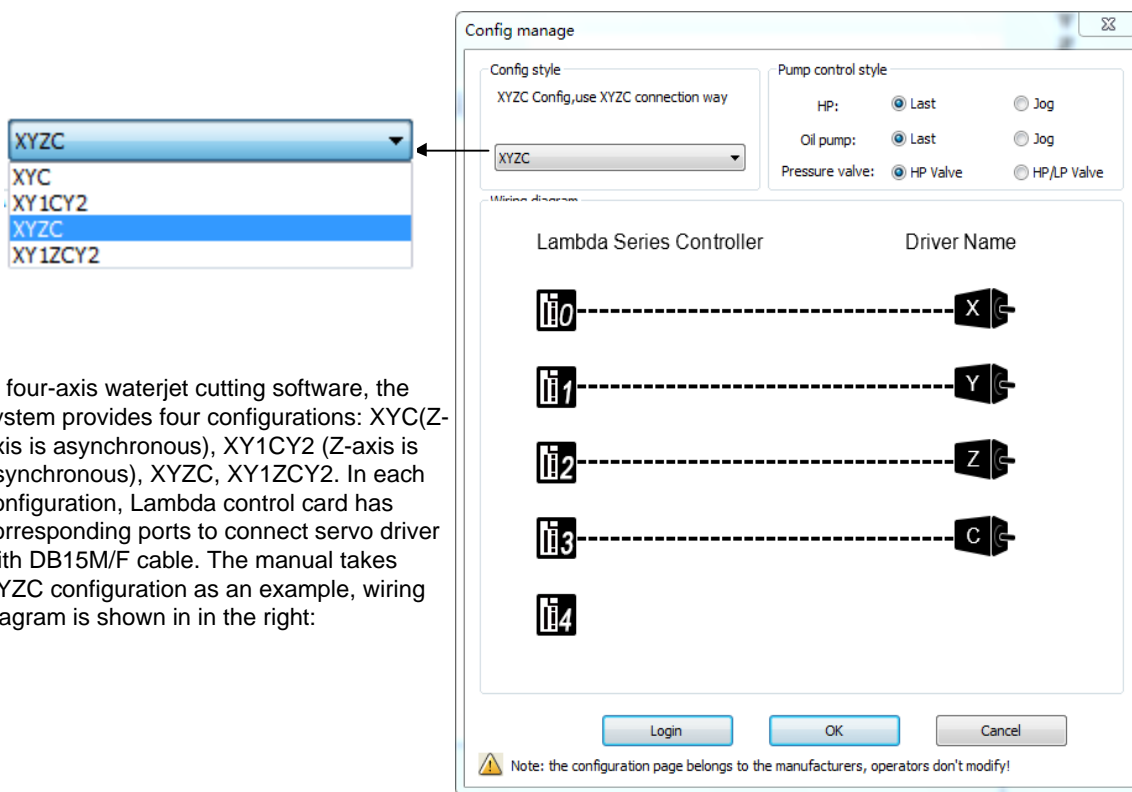 Config manage
Config style
XYZC Config,use XYZC connection way
XYZC
Pump control style
HP: Last Jog
Oil pump: Last Jog
Pressure valve: HP Valve HP/LP Valve
XYZC
XYC
XY1CY2
XYZC
XY1ZCY2
Wiring diagram
Lambda Series Controller Driver Name
0 X
1 Y
2 Z
3 C
4
four-axis waterjet cutting software, the
ystem provides four configurations: XYC(Z-
xis is asynchronous), XY1CY2 (Z-axis is
synchronous), XYZC, XY1ZCY2. In each
onfiguration, Lambda control card has
orresponding ports to connect servo driver
ith DB15M/F cable. The manual takes
YZC configuration as an example, wiring
iagram is shown in in the right:
Login OK Cancel
Note: the configuration page belongs to the manufacturers, operators don't modify!